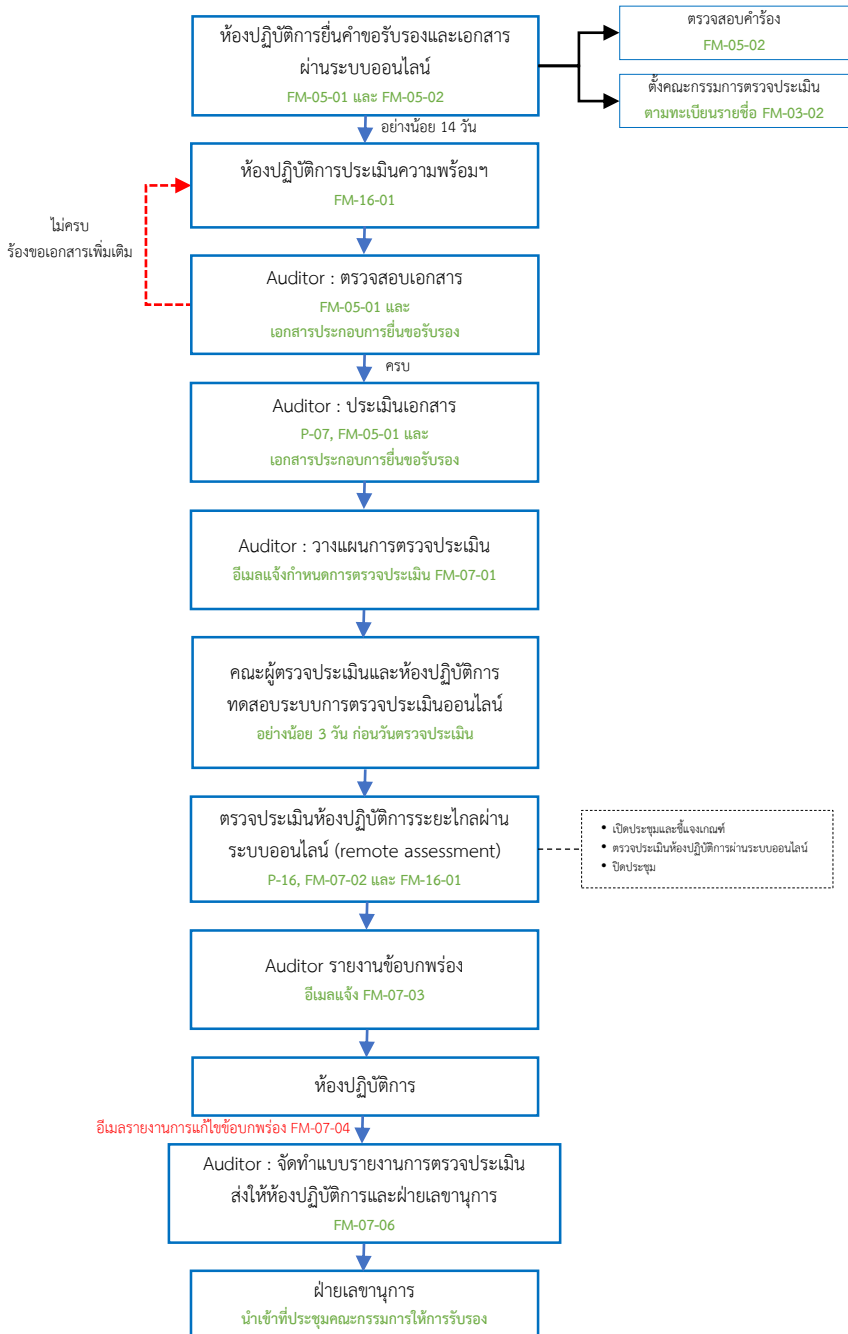 ห้องปฏิบัติการยื่นคำขอรับรองและเอกสาร
ผ่านระบบออนไลน์
FM-05-01 และ FM-05-02
ตรวจสอบคำร้อง
FM-05-02
ตั้งคณะกรรมการตรวจประเมิน
ตามทะเบียนรายชื่อ FM-03-02
อย่างน้อย 14 วัน
ห้องปฏิบัติการประเมินความพร้อมฯ
FM-16-01
ไม่ครบ
ร้องขอเอกสารเพิ่มเติม
Auditor : ตรวจสอบเอกสาร
FM-05-01 และ
เอกสารประกอบการยื่นขอรับรอง
ครบ
Auditor : ประเมินเอกสาร
P-07, FM-05-01 และ
เอกสารประกอบการยื่นขอรับรอง
Auditor : วางแผนการตรวจประเมิน
อีเมลแจ้งกำหนดการตรวจประเมิน FM-07-01
คณะผู้ตรวจประเมินและห้องปฏิบัติการ
ทดสอบระบบการตรวจประเมินออนไลน์
อย่างน้อย 3 วัน ก่อนวันตรวจประเมิน
ตรวจประเมินห้องปฏิบัติการระยะไกลผ่าน
ระบบออนไลน์ (remote assessment)
P-16, FM-07-02 และ FM-16-01
• เปิดประชุมและชี้แจงเกณฑ์
• ตรวจประเมินห้องปฏิบัติการผ่านระบบออนไลน์
• ปิดประชุม
Auditor รายงานข้อบกพร่อง
อีเมลแจ้ง FM-07-03
ห้องปฏิบัติการ
อีเมลรายงานการแก้ไขข้อบกพร่อง FM-07-04
Auditor : จัดทำแบบรายงานการตรวจประเมิน
ส่งให้ห้องปฏิบัติการและฝ่ายเลขานุการ
FM-07-06
ฝ่ายเลขานุการ
นำเข้าที่ประชุมคณะกรรมการให้การรับรอง